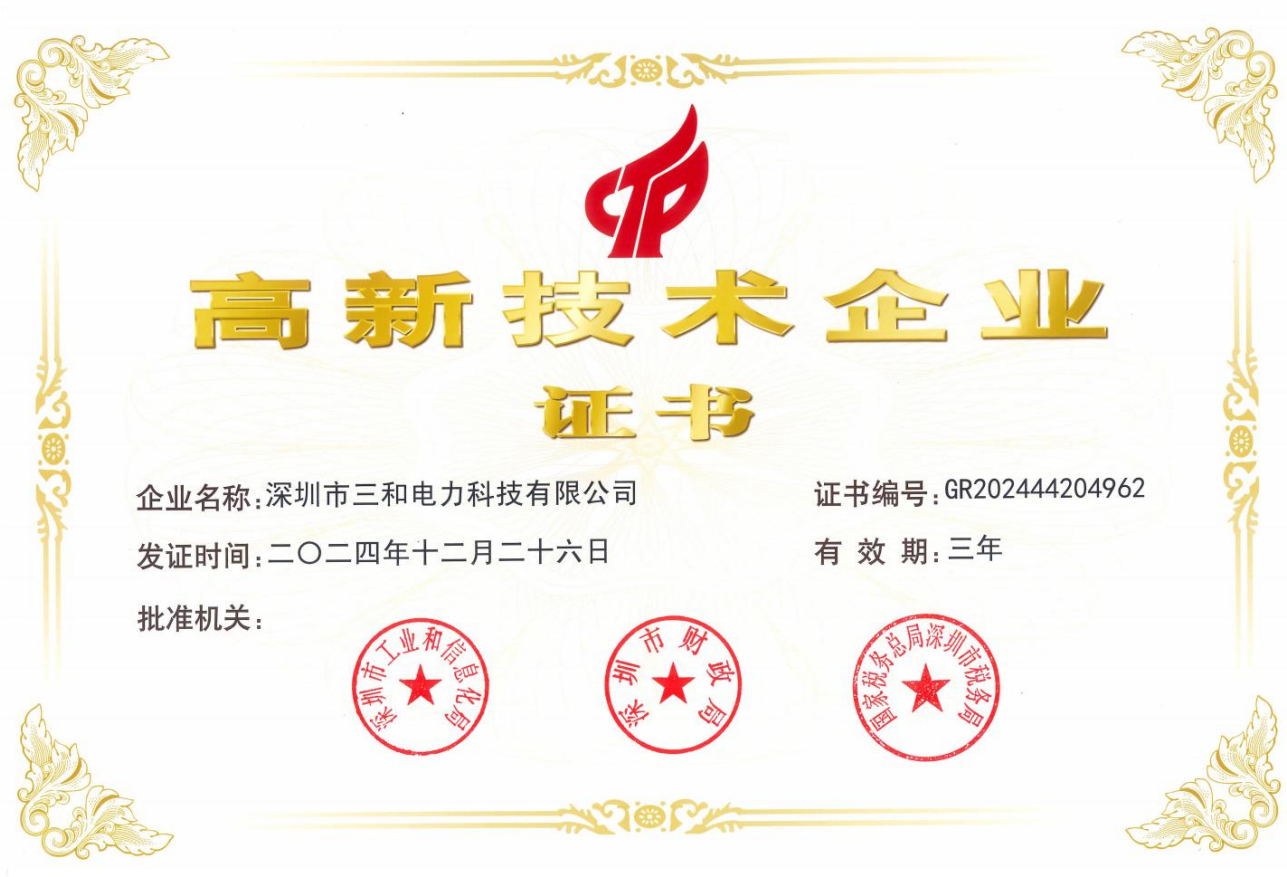 高新技术企业
证书
企业名称:深圳市三和电力科技有限公司
证书编号:GR202444204962
发证时间:二〇二四年十二月二十六日
有效期:三年
批准机关:
深圳市工业和信息化局
深圳市财政局
国家税务总局深圳市税务局